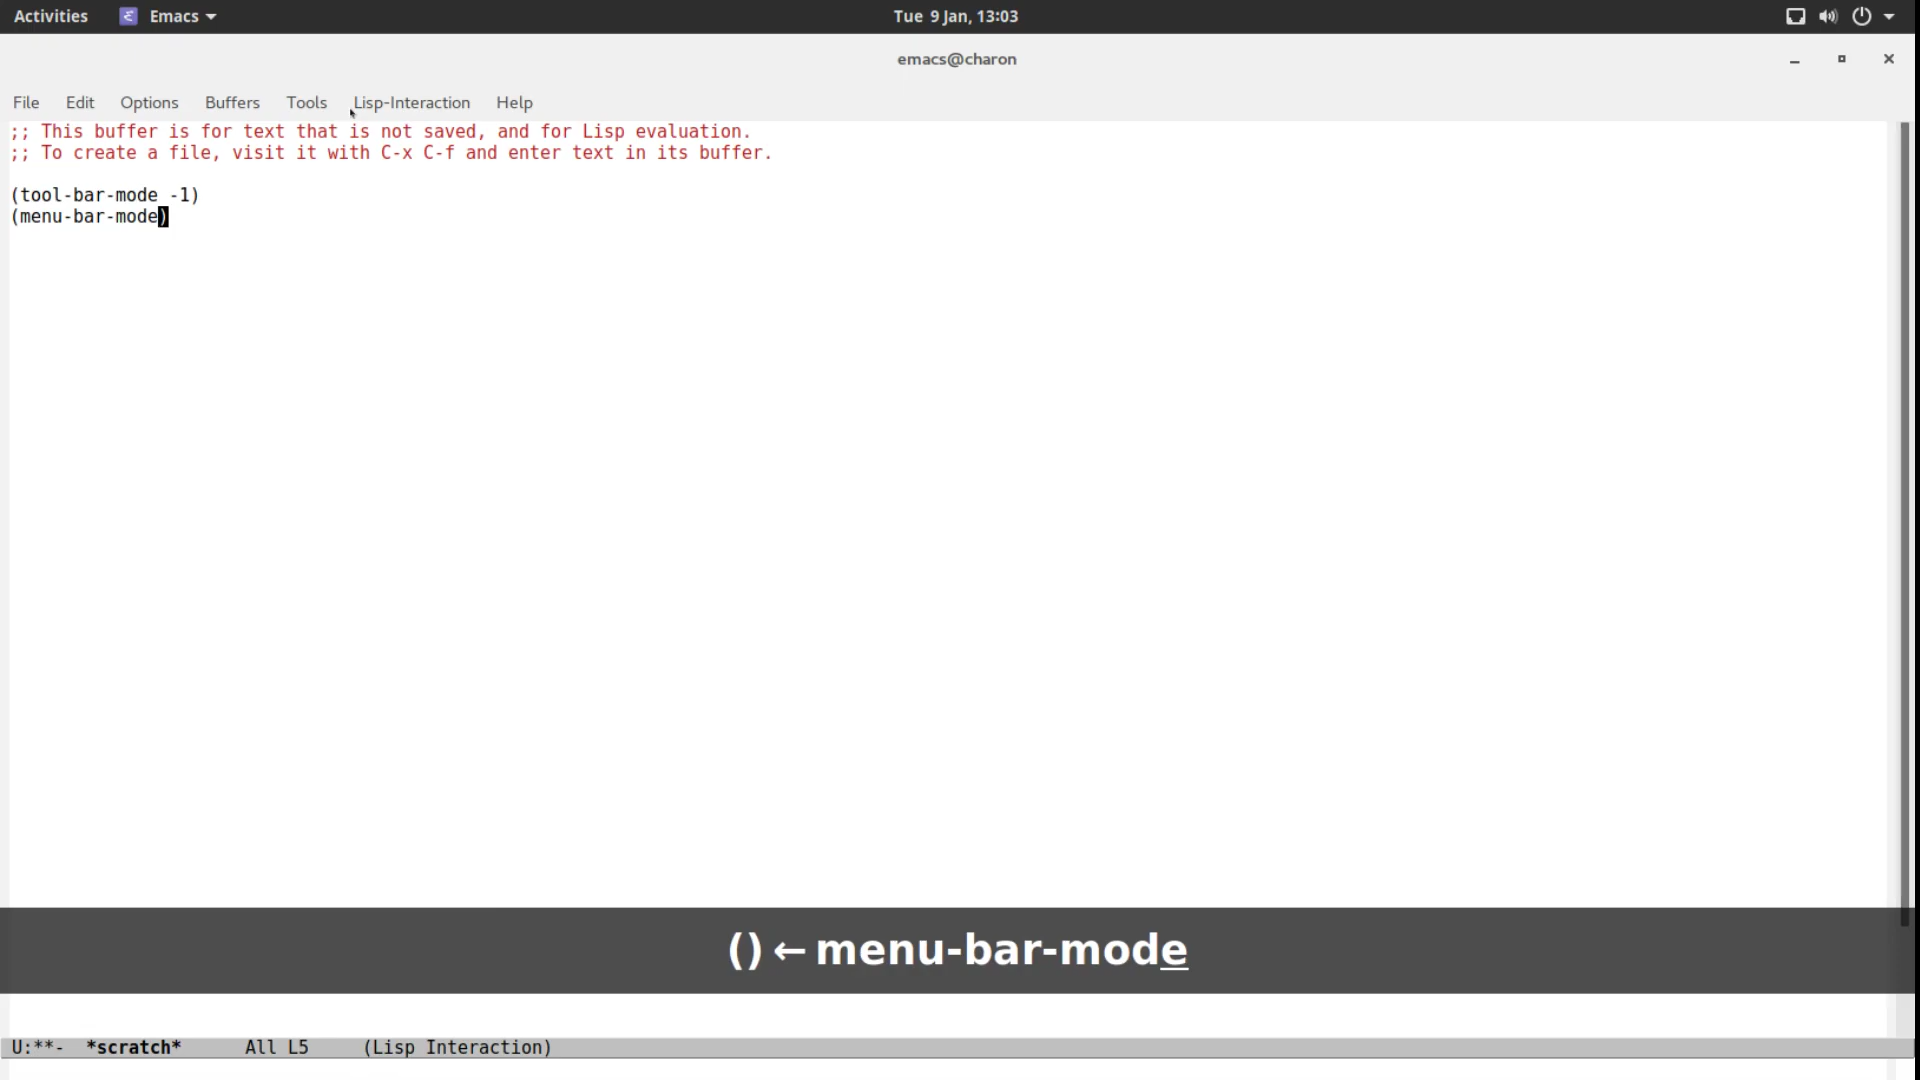 Activities Emacs Tue 9 Jan, 13:03
emacs@charon
File Edit Options Buffers Tools Lisp-Interaction Help
;; This buffer is for text that is not saved, and for Lisp evaluation.
;; To create a file, visit it with C-x C-f and enter text in its buffer.
(tool-bar-mode -1)
(menu-bar-mode)
() ← menu-bar-mode
U:**- *scratch* All L5 (Lisp Interaction)